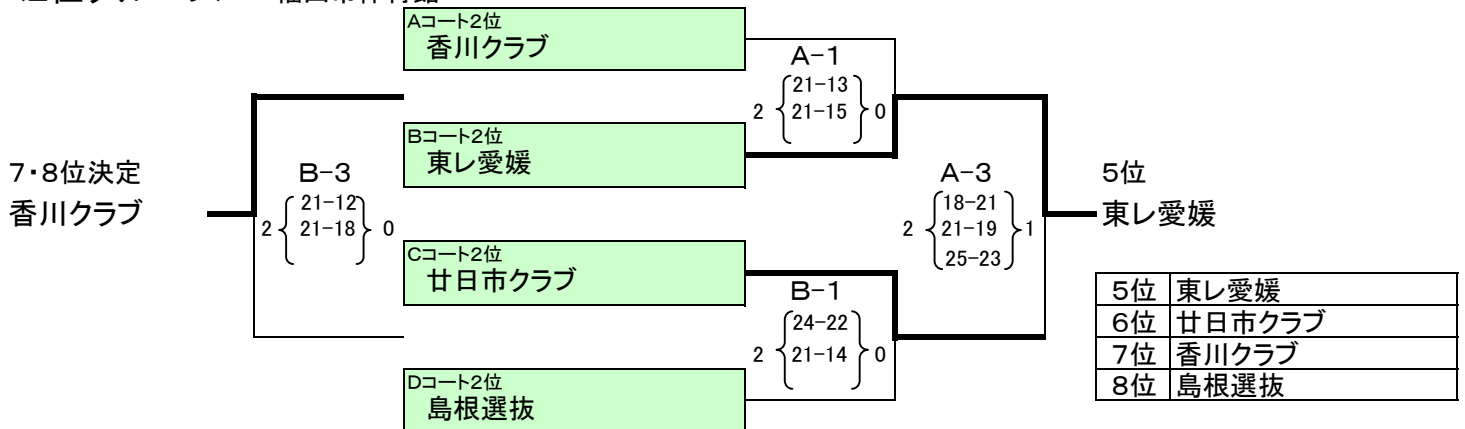 Aコート2位
香川クラブ
A-1
21-13
2 21-15 0
Bコート2位
東レ愛媛
7・8位決定
香川クラブ
B-3
21-12
2 21-18 0
A-3
18-21
2 21-19 1
25-23
5位
東レ愛媛
Cコート2位
廿日市クラブ
B-1
24-22
2 21-14 0
Dコート2位
島根選抜
5位 東レ愛媛
6位 廿日市クラブ
7位 香川クラブ
8位 島根選抜